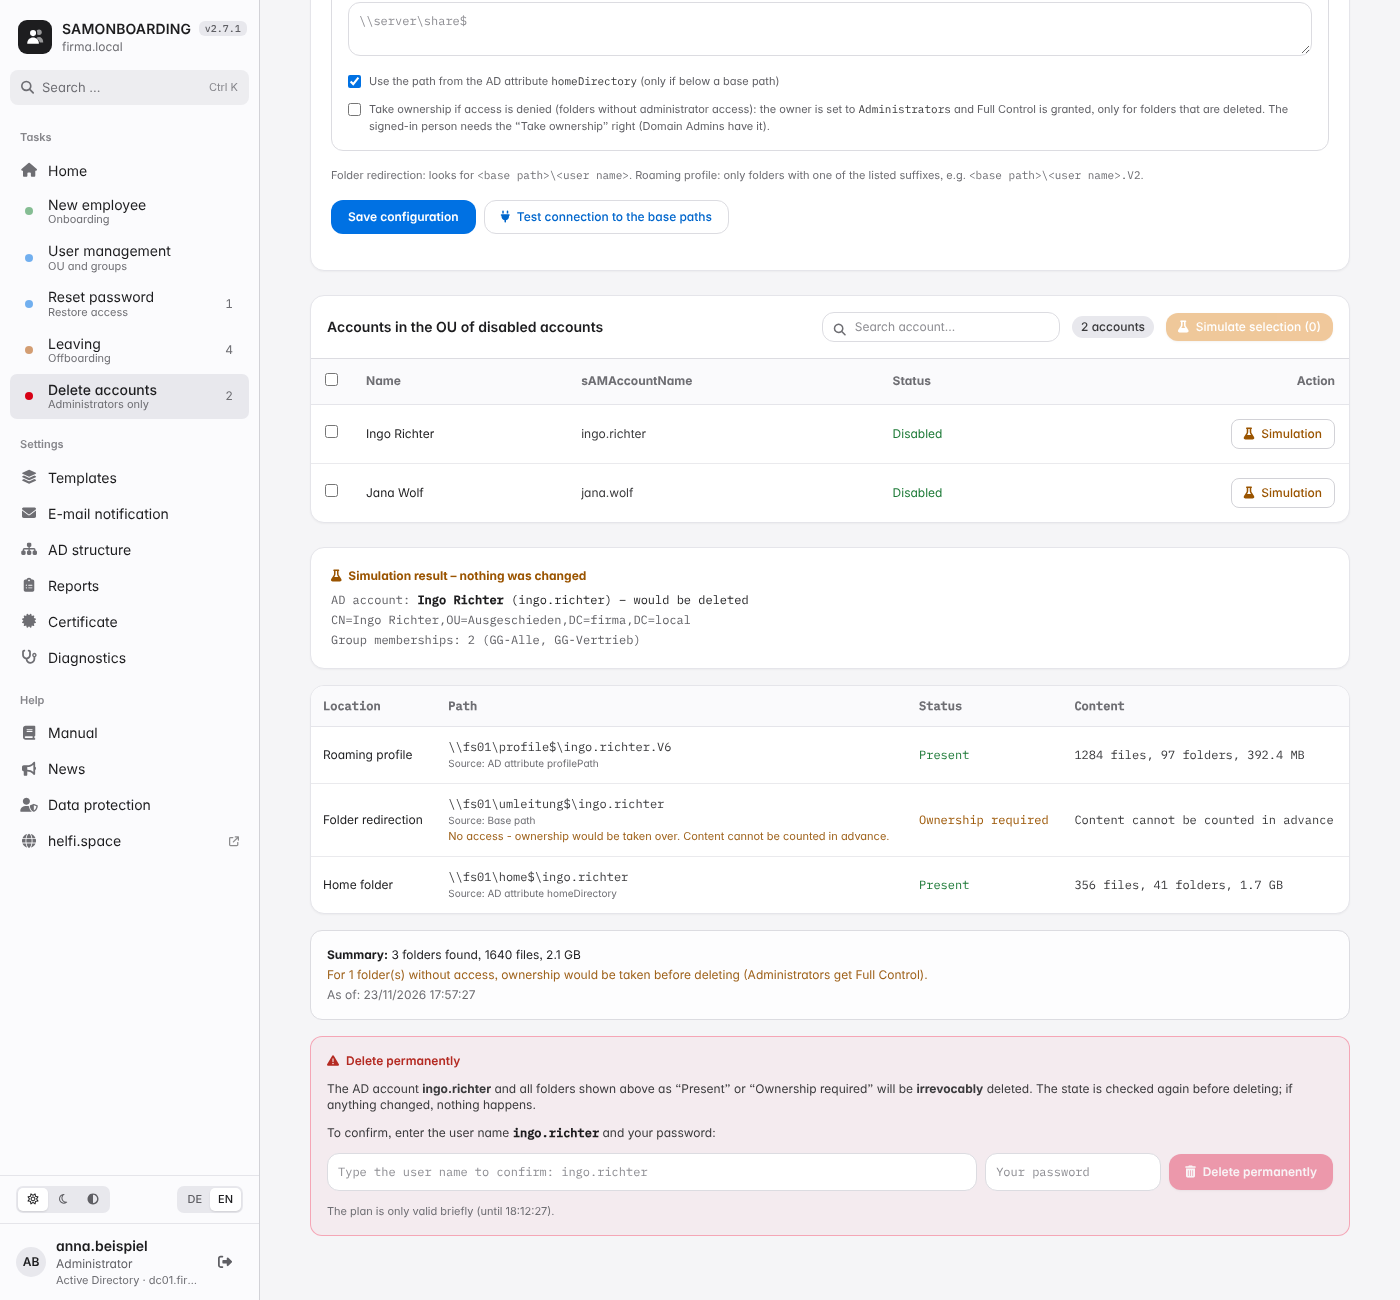 SAMONBOARDING v2.7.1
firma.local
Search ... Ctrl K
Tasks
Home
New employee
Onboarding
User management
OU and groups
Reset password 1
Restore access
Leaving 4
Offboarding
Delete accounts 2
Administrators only
Settings
Templates
E-mail notification
AD structure
Reports
Certificate
Diagnostics
Help
Manual
News
Data protection
helfi.space
DE EN
AB
anna.beispiel
Administrator
Active Directory · dc01.fir...
\\server\share$
Use the path from the AD attribute homeDirectory (only if below a base path)
Take ownership if access is denied (folders without administrator access): the owner is set to Administrators and Full Control is granted, only for folders that are deleted. The
signed-in person needs the “Take ownership” right (Domain Admins have it).
Folder redirection: looks for <base path>\<user name>. Roaming profile: only folders with one of the listed suffixes, e.g. <base path>\<user name>.V2.
Save configuration Test connection to the base paths
Accounts in the OU of disabled accounts Search account... 2 accounts Simulate selection (0)
Name sAMAccountName Status Action
Ingo Richter ingo.richter Disabled Simulation
Jana Wolf jana.wolf Disabled Simulation
Simulation result – nothing was changed
AD account: Ingo Richter (ingo.richter) – would be deleted
CN=Ingo Richter,OU=Ausgeschieden,DC=firma,DC=local
Group memberships: 2 (GG-Alle, GG-Vertrieb)
Location Path Status Content
Roaming profile \\fs01\profile$\ingo.richter.V6 Present 1284 files, 97 folders, 392.4 MB
Source: AD attribute profilePath
Folder redirection \\fs01\umleitung$\ingo.richter Ownership required Content cannot be counted in advance
Source: Base path
No access - ownership would be taken over. Content cannot be counted in advance.
Home folder \\fs01\home$\ingo.richter Present 356 files, 41 folders, 1.7 GB
Source: AD attribute homeDirectory
Summary: 3 folders found, 1640 files, 2.1 GB
For 1 folder(s) without access, ownership would be taken before deleting (Administrators get Full Control).
As of: 23/11/2026 17:57:27
Delete permanently
The AD account ingo.richter and all folders shown above as “Present” or “Ownership required” will be irrevocably deleted. The state is checked again before deleting; if
anything changed, nothing happens.
To confirm, enter the user name ingo.richter and your password:
Type the user name to confirm: ingo.richter Your password Delete permanently
The plan is only valid briefly (until 18:12:27).